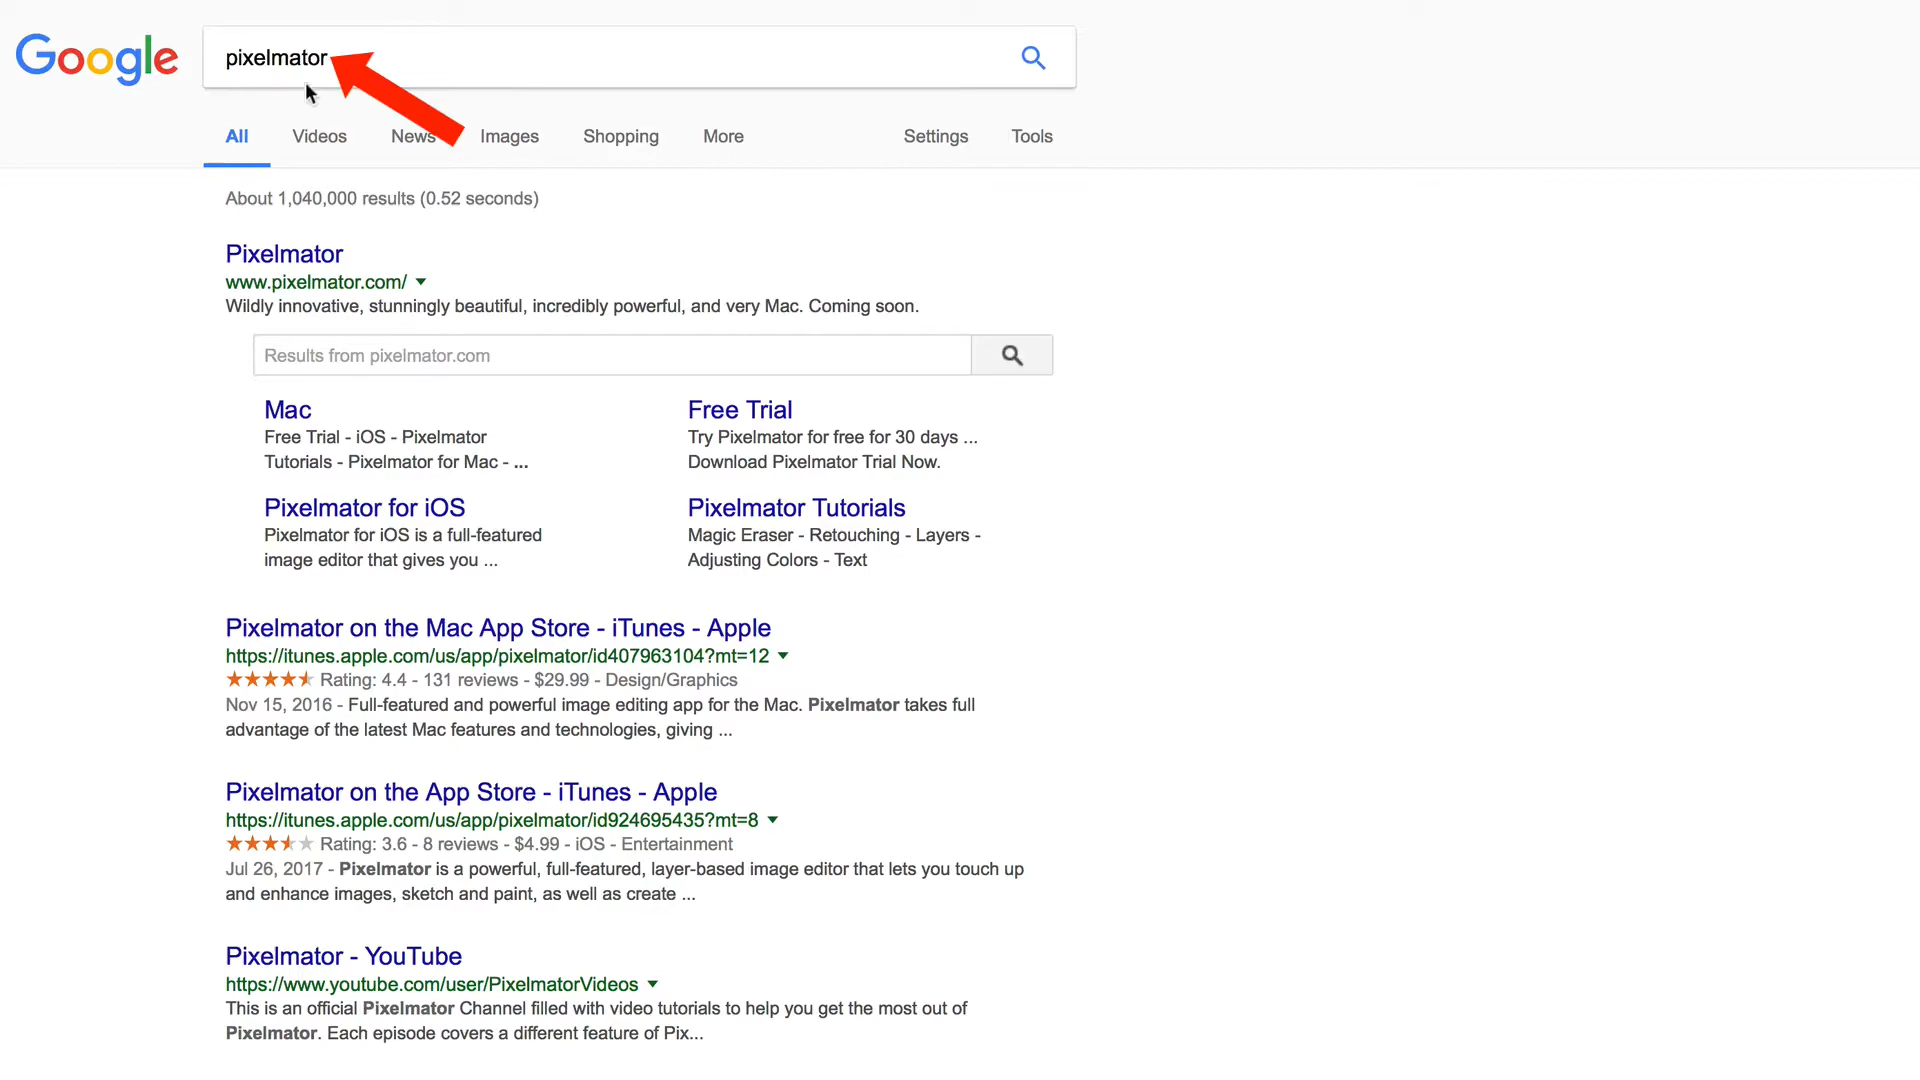 Google
pixelmator
All Videos News Images Shopping More Settings Tools
About 1,040,000 results (0.52 seconds)
Pixelmator
www.pixelmator.com/
Wildly innovative, stunningly beautiful, incredibly powerful, and very Mac. Coming soon.
Results from pixelmator.com
Mac
Free Trial - iOS - Pixelmator
Tutorials - Pixelmator for Mac - ...
Free Trial
Try Pixelmator for free for 30 days ...
Download Pixelmator Trial Now.
Pixelmator for iOS
Pixelmator for iOS is a full-featured
image editor that gives you ...
Pixelmator Tutorials
Magic Eraser - Retouching - Layers -
Adjusting Colors - Text
Pixelmator on the Mac App Store - iTunes - Apple
https://itunes.apple.com/us/app/pixelmator/id407963104?mt=12
Rating: 4.4 - 131 reviews - $29.99 - Design/Graphics
Nov 15, 2016 - Full-featured and powerful image editing app for the Mac. Pixelmator takes full
advantage of the latest Mac features and technologies, giving ...
Pixelmator on the App Store - iTunes - Apple
https://itunes.apple.com/us/app/pixelmator/id924695435?mt=8
Rating: 3.6 - 8 reviews - $4.99 - iOS - Entertainment
Jul 26, 2017 - Pixelmator is a powerful, full-featured, layer-based image editor that lets you touch up
and enhance images, sketch and paint, as well as create ...
Pixelmator - YouTube
https://www.youtube.com/user/PixelmatorVideos
This is an official Pixelmator Channel filled with video tutorials to help you get the most out of
Pixelmator. Each episode covers a different feature of Pix...